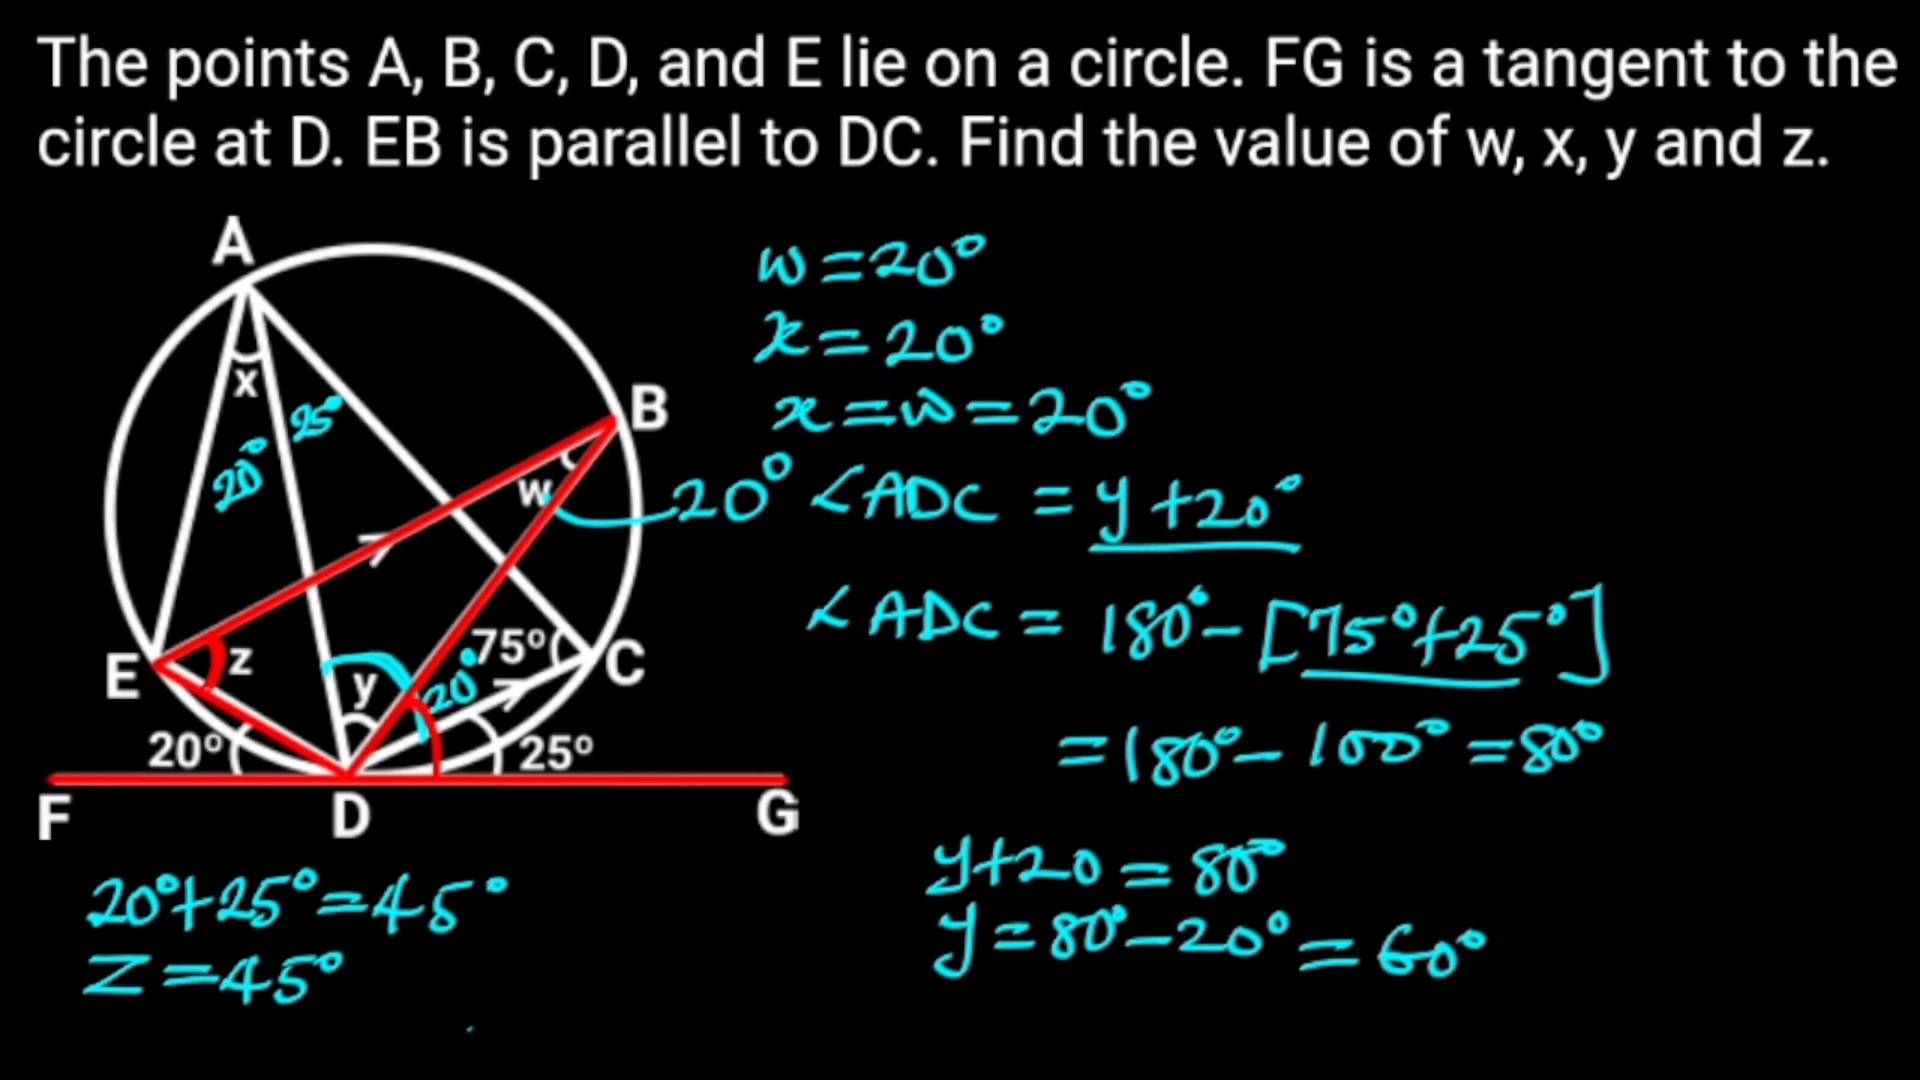 The points A, B, C, D, and E lie on a circle. FG is a tangent to the
circle at D. EB is parallel to DC. Find the value of w, x, y and z.
A
w = 20°
x = 20°
x
25°
B
x = w = 20°
20°
w
20°
∠ADC = y + 20°
E
z
y
20°
75°
C
∠ADC = 180° - [75° + 25°]
20°
25°
= 180° - 100° = 80°
F
D
G
20° + 25° = 45°
y + 20 = 80°
z = 45°
y = 80° - 20° = 60°